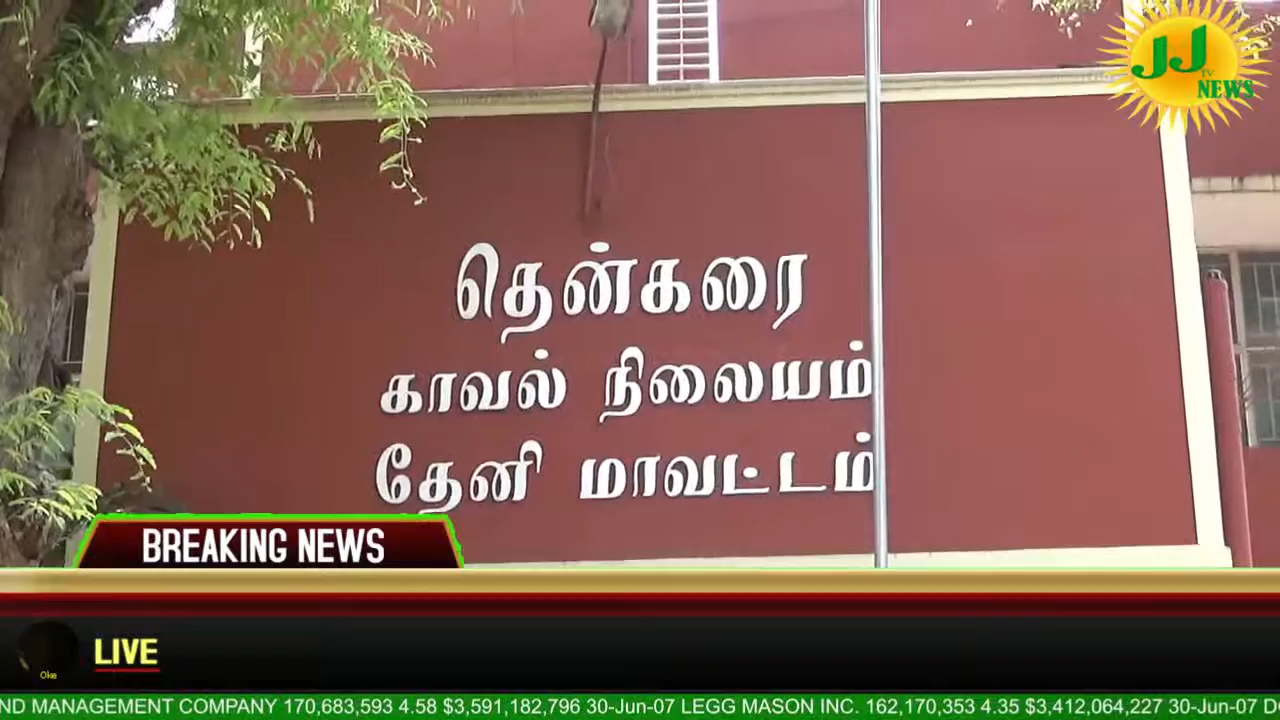 JJ
TV
NEWS
தென்கரை
காவல் நிலையம்
தேனி மாவட்டம்
BREAKING NEWS
LIVE
Oke
ND MANAGEMENT COMPANY 170,683,593 4.58 $3,591,182,796 30-Jun-07 LEGG MASON INC. 162,170,353 4.35 $3,412,064,227 30-Jun-07